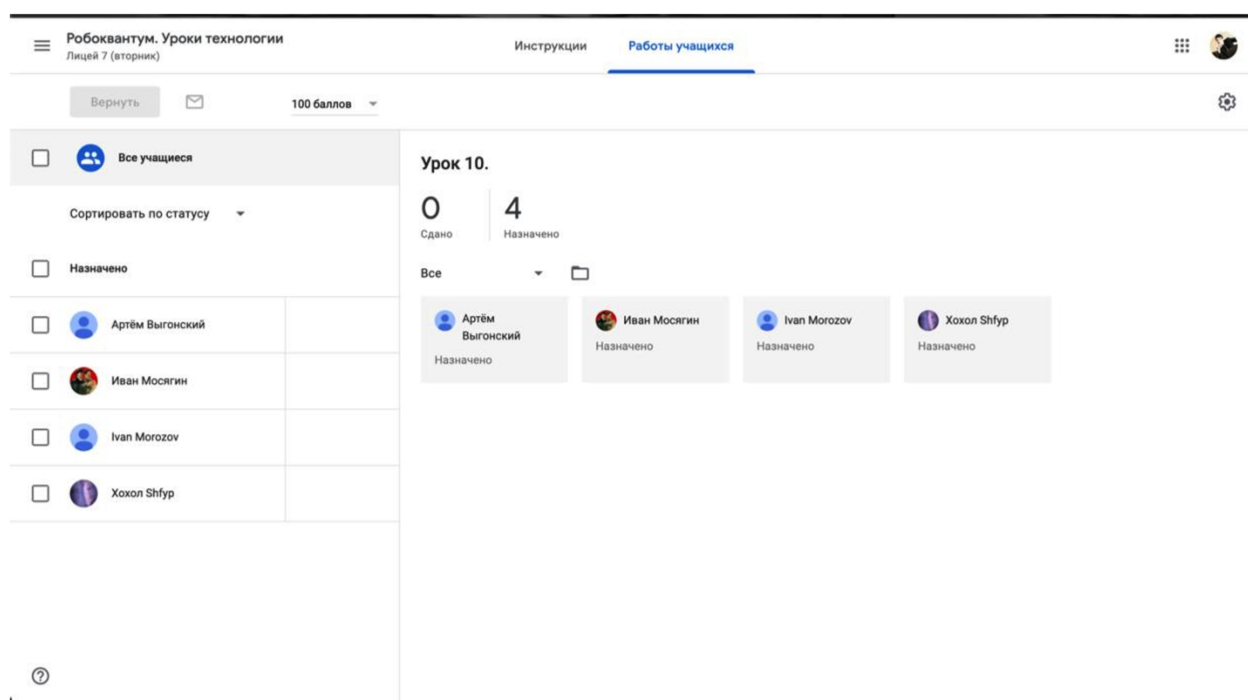 Робоквантум. Уроки технологии
Лицей 7 (вторник)
Инструкции
Работы учащихся
Вернуть
100 баллов
Все учащиеся
Сортировать по статусу
Назначено
Артём Выгонский
Иван Мосягин
Ivan Morozov
Хохол Shfyp
Урок 10.
0
Сдано
4
Назначено
Все
Артём
Выгонский
Назначено
Иван Мосягин
Назначено
Ivan Morozov
Назначено
Хохол Shfyp
Назначено